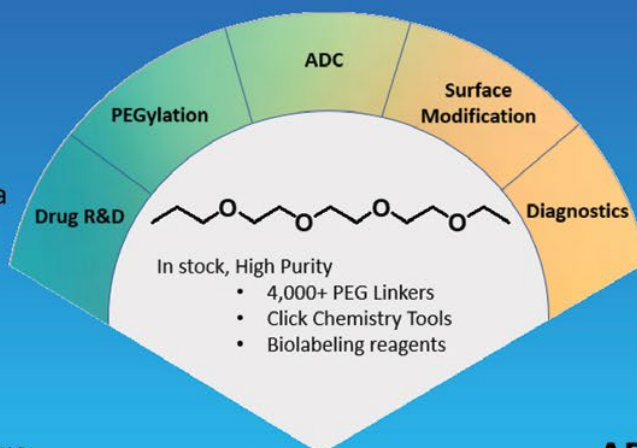 ADC
PEGylation
Surface
Modification
Drug R&D
Diagnostics
O
O
O
O
In stock, High Purity
• 4,000+ PEG Linkers
• Click Chemistry Tools
• Biolabeling reagents
a